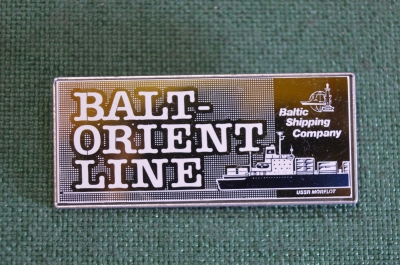 BALT-
ORIENT
LINE
Baltic
Shipping
Company
USSR MORFLOT